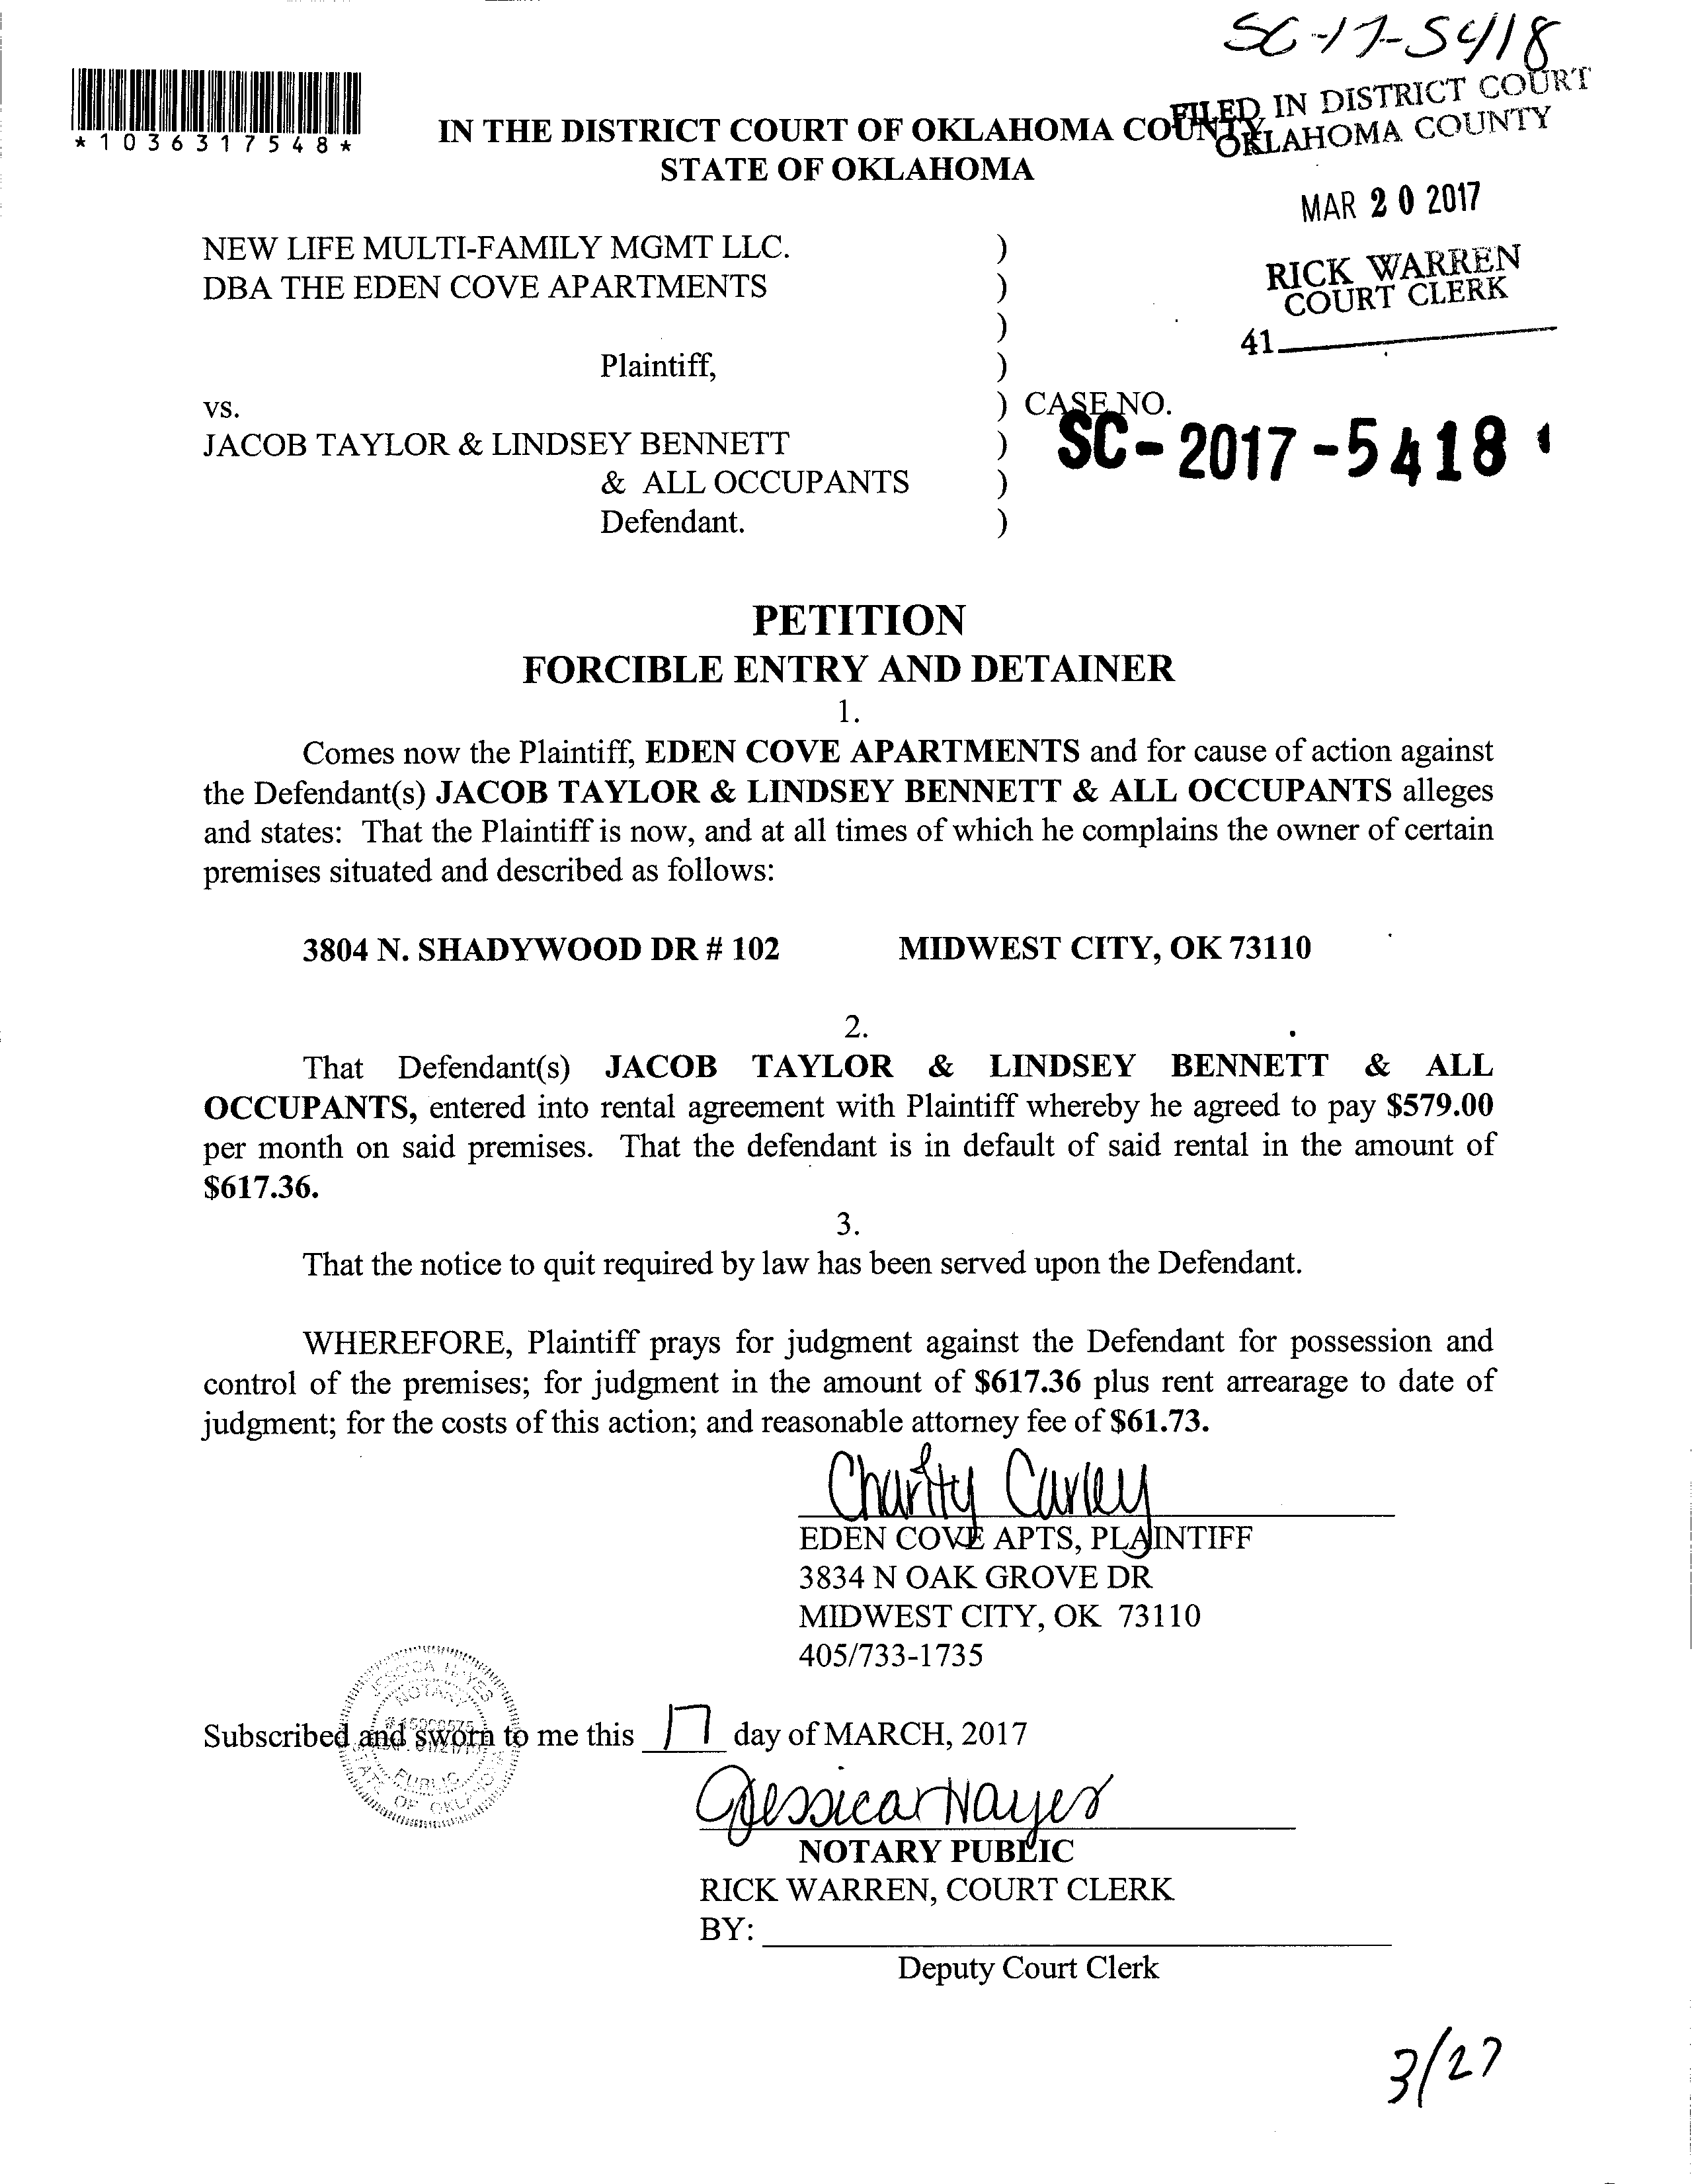 SC-17-5418
*1036317548*
FILED IN DISTRICT COURT
OKLAHOMA COUNTY
IN THE DISTRICT COURT OF OKLAHOMA COUNTY
STATE OF OKLAHOMA
MAR 20 2017
RICK WARREN
COURT CLERK
41
NEW LIFE MULTI-FAMILY MGMT LLC. )
DBA THE EDEN COVE APARTMENTS )
)
Plaintiff, )
vs. ) CASE NO.
SC-2017-5418
JACOB TAYLOR & LINDSEY BENNETT )
& ALL OCCUPANTS )
Defendant. )
PETITION
FORCIBLE ENTRY AND DETAINER
1.
Comes now the Plaintiff, EDEN COVE APARTMENTS and for cause of action against
the Defendant(s) JACOB TAYLOR & LINDSEY BENNETT & ALL OCCUPANTS alleges
and states: That the Plaintiff is now, and at all times of which he complains the owner of certain
premises situated and described as follows:
3804 N. SHADYWOOD DR # 102 MIDWEST CITY, OK 73110
2.
That Defendant(s) JACOB TAYLOR & LINDSEY BENNETT & ALL
OCCUPANTS, entered into rental agreement with Plaintiff whereby he agreed to pay $579.00
per month on said premises. That the defendant is in default of said rental in the amount of
$617.36.
3.
That the notice to quit required by law has been served upon the Defendant.
WHEREFORE, Plaintiff prays for judgment against the Defendant for possession and
control of the premises; for judgment in the amount of $617.36 plus rent arrearage to date of
judgment; for the costs of this action; and reasonable attorney fee of $61.73.
Charity Curley
EDEN COVE APTS, PLAINTIFF
3834 N OAK GROVE DR
MIDWEST CITY, OK 73110
405/733-1735
JESSICA HAYES
NOTARY
PUBLIC
STATE OF OKLAHOMA
Subscribed and sworn to me this 17 day of MARCH, 2017
Jessica Hayes
NOTARY PUBLIC
RICK WARREN, COURT CLERK
BY:
Deputy Court Clerk
3/27